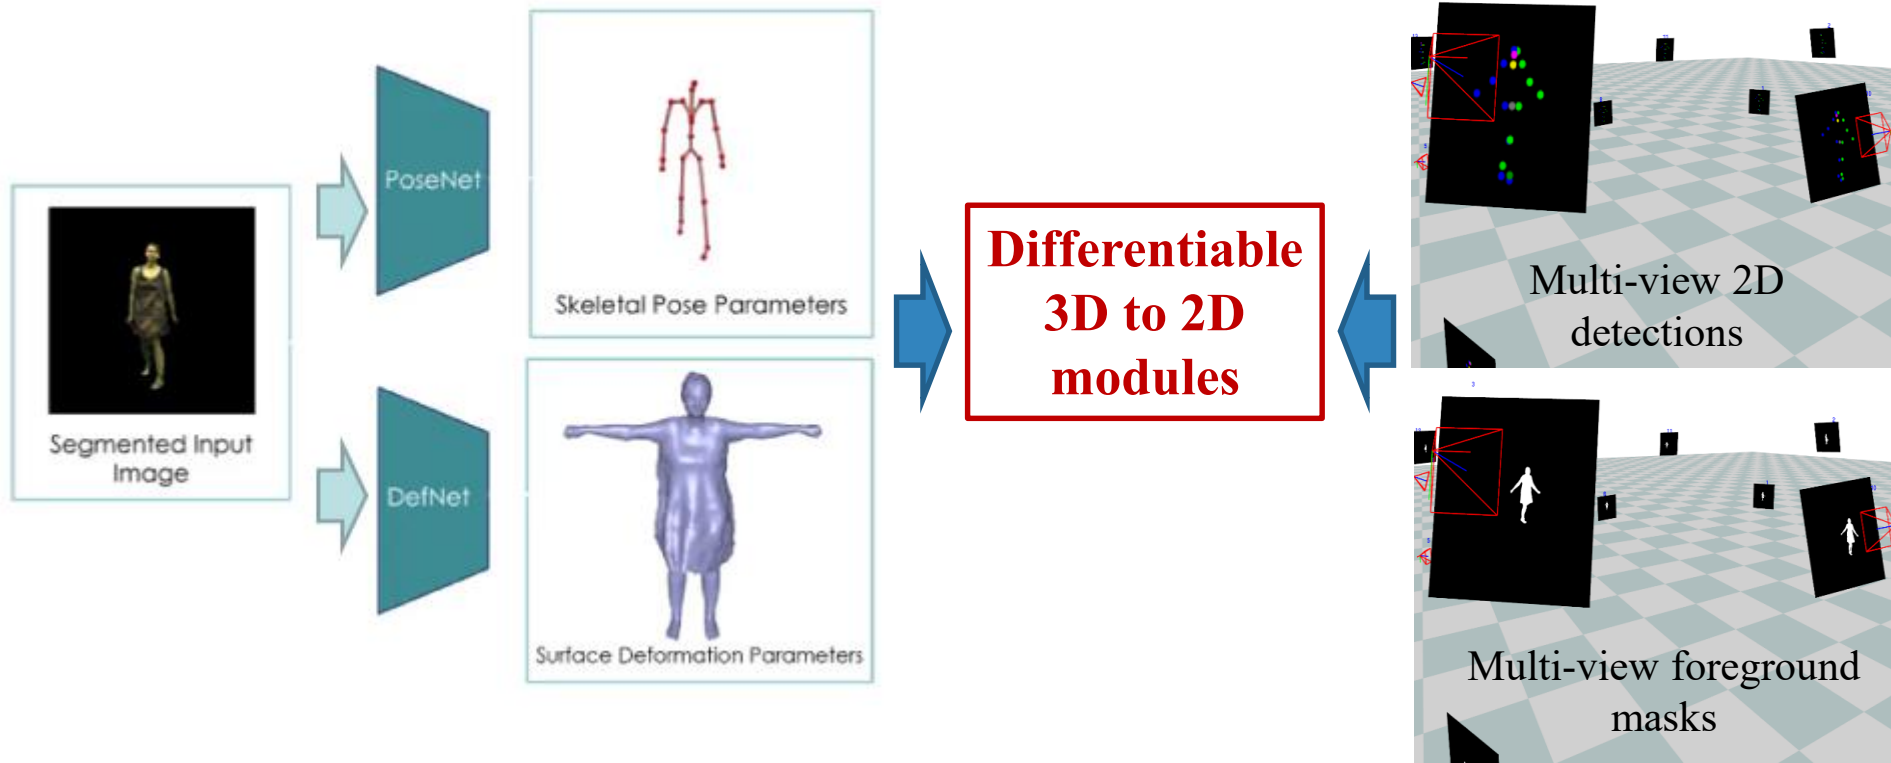 Segmented Input
Image
PoseNet
DefNet
Skeletal Pose Parameters
Surface Deformation Parameters
Differentiable
3D to 2D
modules
Multi-view 2D
detections
Multi-view foreground
masks